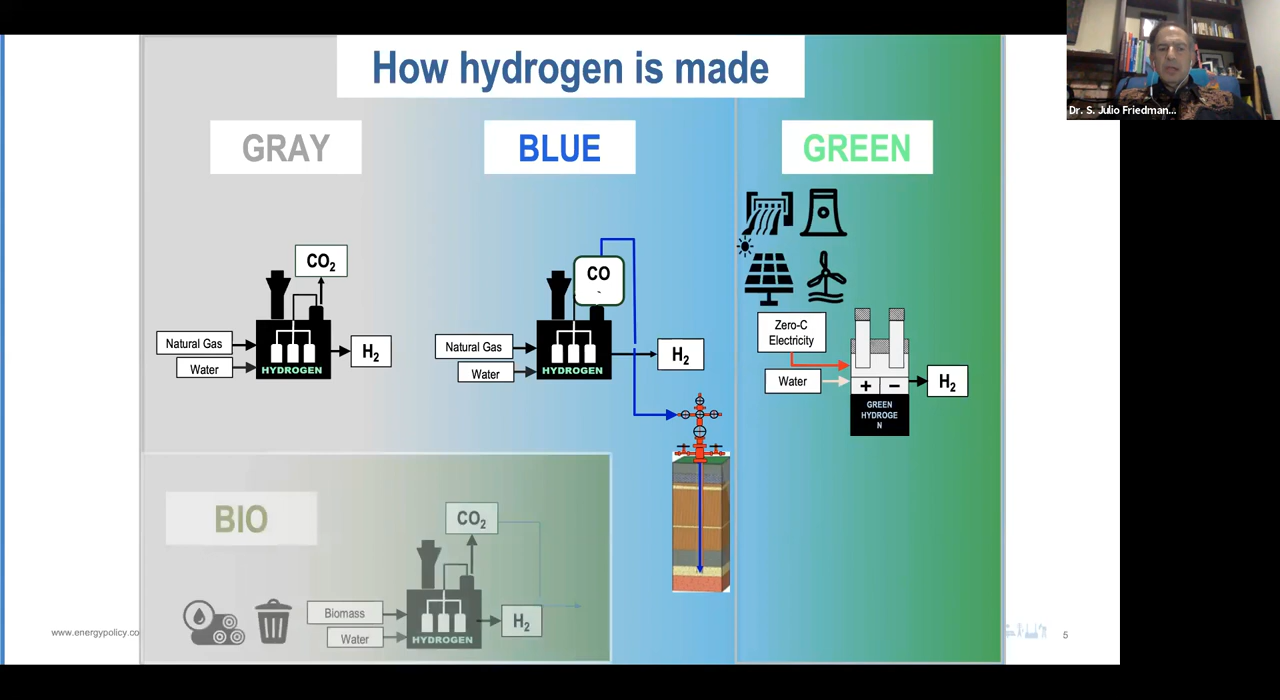 How hydrogen is made
Dr. S. Julio Friedman...
GRAY
BLUE
GREEN
CO₂
Natural Gas
Water
HYDROGEN
H₂
CO
Natural Gas
Water
HYDROGEN
H₂
Zero-C
Electricity
Water
+ −
GREEN
HYDROGE
N
H₂
BIO
CO₂
Biomass
Water
HYDROGEN
H₂
www.energypolicy.co
5